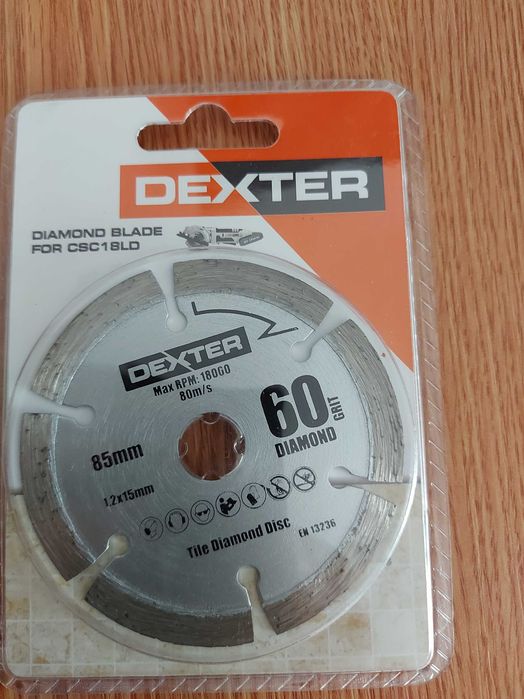 DEXTER
DIAMOND BLADE
FOR CSC18LD
DEXTER
Max RPM: 18060
80m/s
60
GRIT
DIAMOND
85mm
1.2x15mm
Tile Diamond Disc
EN 13236